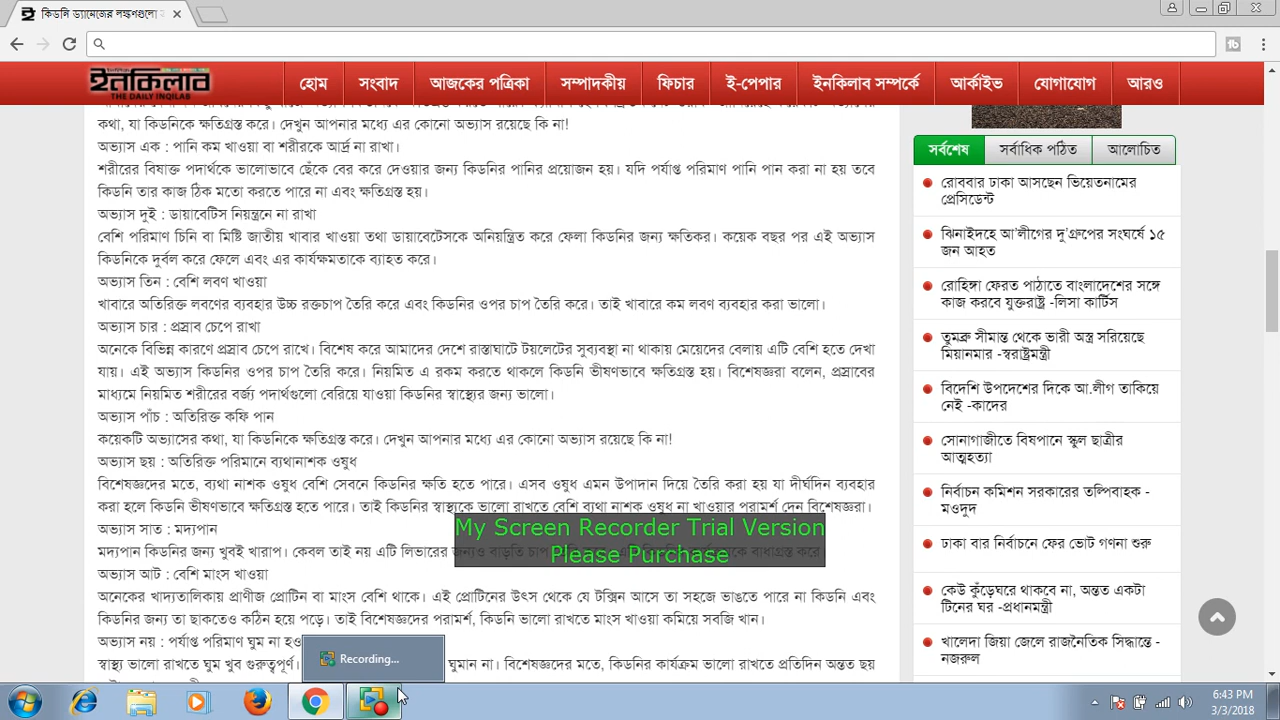 কিডনি ড্যামেজের লক্ষণগুলো
ইনকিলাব
THE DAILY INQILAB
হোম সংবাদ আজকের পত্রিকা সম্পাদকীয় ফিচার ই-পেপার ইনকিলাব সম্পর্কে আর্কাইভ যোগাযোগ আরও
কথা, যা কিডনিকে ক্ষতিগ্রস্ত করে। দেখুন আপনার মধ্যে এর কোনো অভ্যাস রয়েছে কি না!
অভ্যাস এক : পানি কম খাওয়া বা শরীরকে আর্দ্র না রাখা।
শরীরের বিষাক্ত পদার্থকে ভালোভাবে ছেঁকে বের করে দেওয়ার জন্য কিডনির পানির প্রয়োজন হয়। যদি পর্যাপ্ত পরিমাণ পানি পান করা না হয় তবে
কিডনি তার কাজ ঠিক মতো করতে পারে না এবং ক্ষতিগ্রস্ত হয়।
অভ্যাস দুই : ডায়াবেটিস নিয়ন্ত্রনে না রাখা
বেশি পরিমাণ চিনি বা মিষ্টি জাতীয় খাবার খাওয়া তথা ডায়াবেটেসকে অনিয়ন্ত্রিত করে ফেলা কিডনির জন্য ক্ষতিকর। কয়েক বছর পর এই অভ্যাস
কিডনিকে দুর্বল করে ফেলে এবং এর কার্যক্ষমতাকে ব্যাহত করে।
অভ্যাস তিন : বেশি লবণ খাওয়া
খাবারে অতিরিক্ত লবণের ব্যবহার উচ্চ রক্তচাপ তৈরি করে এবং কিডনির ওপর চাপ তৈরি করে। তাই খাবারে কম লবণ ব্যবহার করা ভালো।
অভ্যাস চার : প্রস্রাব চেপে রাখা
অনেকে বিভিন্ন কারণে প্রস্রাব চেপে রাখে। বিশেষ করে আমাদের দেশে রাস্তাঘাটে টয়লেটের সুব্যবস্থা না থাকায় মেয়েদের বেলায় এটি বেশি হতে দেখা
যায়। এই অভ্যাস কিডনির ওপর চাপ তৈরি করে। নিয়মিত এ রকম করতে থাকলে কিডনি ভীষণভাবে ক্ষতিগ্রস্ত হয়। বিশেষজ্ঞরা বলেন, প্রস্রাবের
মাধ্যমে নিয়মিত শরীরের বর্জ্য পদার্থগুলো বেরিয়ে যাওয়া কিডনির স্বাস্থ্যের জন্য ভালো।
অভ্যাস পাঁচ : অতিরিক্ত কফি পান
কয়েকটি অভ্যাসের কথা, যা কিডনিকে ক্ষতিগ্রস্ত করে। দেখুন আপনার মধ্যে এর কোনো অভ্যাস রয়েছে কি না!
অভ্যাস ছয় : অতিরিক্ত পরিমানে ব্যথানাশক ওষুধ
বিশেষজ্ঞদের মতে, ব্যথা নাশক ওষুধ বেশি সেবনে কিডনির ক্ষতি হতে পারে। এসব ওষুধ এমন উপাদান দিয়ে তৈরি করা হয় যা দীর্ঘদিন ব্যবহার
করা হলে কিডনি ভীষণভাবে ক্ষতিগ্রস্ত হতে পারে। তাই কিডনির স্বাস্থ্যকে ভালো রাখতে বেশি ব্যথা নাশক ওষুধ না খাওয়ার পরামর্শ দেন বিশেষজ্ঞরা।
অভ্যাস সাত : মদ্যপান
মদ্যপান কিডনির জন্য খুবই খারাপ। কেবল তাই নয় এটি লিভারের জন্যও বাড়তি চাপ
My Screen Recorder Trial Version
Please Purchase
অভ্যাস আট : বেশি মাংস খাওয়া
অনেকের খাদ্যতালিকায় প্রাণীজ প্রোটিন বা মাংস বেশি থাকে। এই প্রোটিনের উৎস থেকে যে টক্সিন আসে তা সহজে ভাঙতে পারে না কিডনি এবং
কিডনির জন্য তা ছাকতেও কঠিন হয়ে পড়ে। তাই বিশেষজ্ঞদের পরামর্শ, কিডনি ভালো রাখতে মাংস খাওয়া কমিয়ে সবজি খান।
অভ্যাস নয় : পর্যাপ্ত পরিমাণ ঘুম না
স্বাস্থ্য ভালো রাখতে ঘুম খুব গুরুত্বপূর্ণ। ঘুমান না। বিশেষজ্ঞদের মতে, কিডনির কার্যক্রম ভালো রাখতে প্রতিদিন অন্তত ছয়
Recording...
সর্বশেষ সর্বাধিক পঠিত আলোচিত
রোববার ঢাকা আসছেন ভিয়েতনামের
প্রেসিডেন্ট
ঝিনাইদহে আ'লীগের দু'গ্রুপের সংঘর্ষে ১৫
জন আহত
রোহিঙ্গা ফেরত পাঠাতে বাংলাদেশের সঙ্গে
কাজ করবে যুক্তরাষ্ট্র -লিসা কার্টিস
তুমব্রু সীমান্ত থেকে ভারী অস্ত্র সরিয়েছে
মিয়ানমার -স্বরাষ্ট্রমন্ত্রী
বিদেশি উপদেশের দিকে আ.লীগ তাকিয়ে
নেই -কাদের
সোনাগাজীতে বিষপানে স্কুল ছাত্রীর
আত্মহত্যা
নির্বাচন কমিশন সরকারের তল্পিবাহক -
মওদুদ
ঢাকা বার নির্বাচনে ফের ভোট গণনা শুরু
কেউ কুঁড়েঘরে থাকবে না, অন্তত একটা
টিনের ঘর -প্রধানমন্ত্রী
খালেদা জিয়া জেলে রাজনৈতিক সিদ্ধান্তে -
নজরুল
6:43 PM
3/3/2018